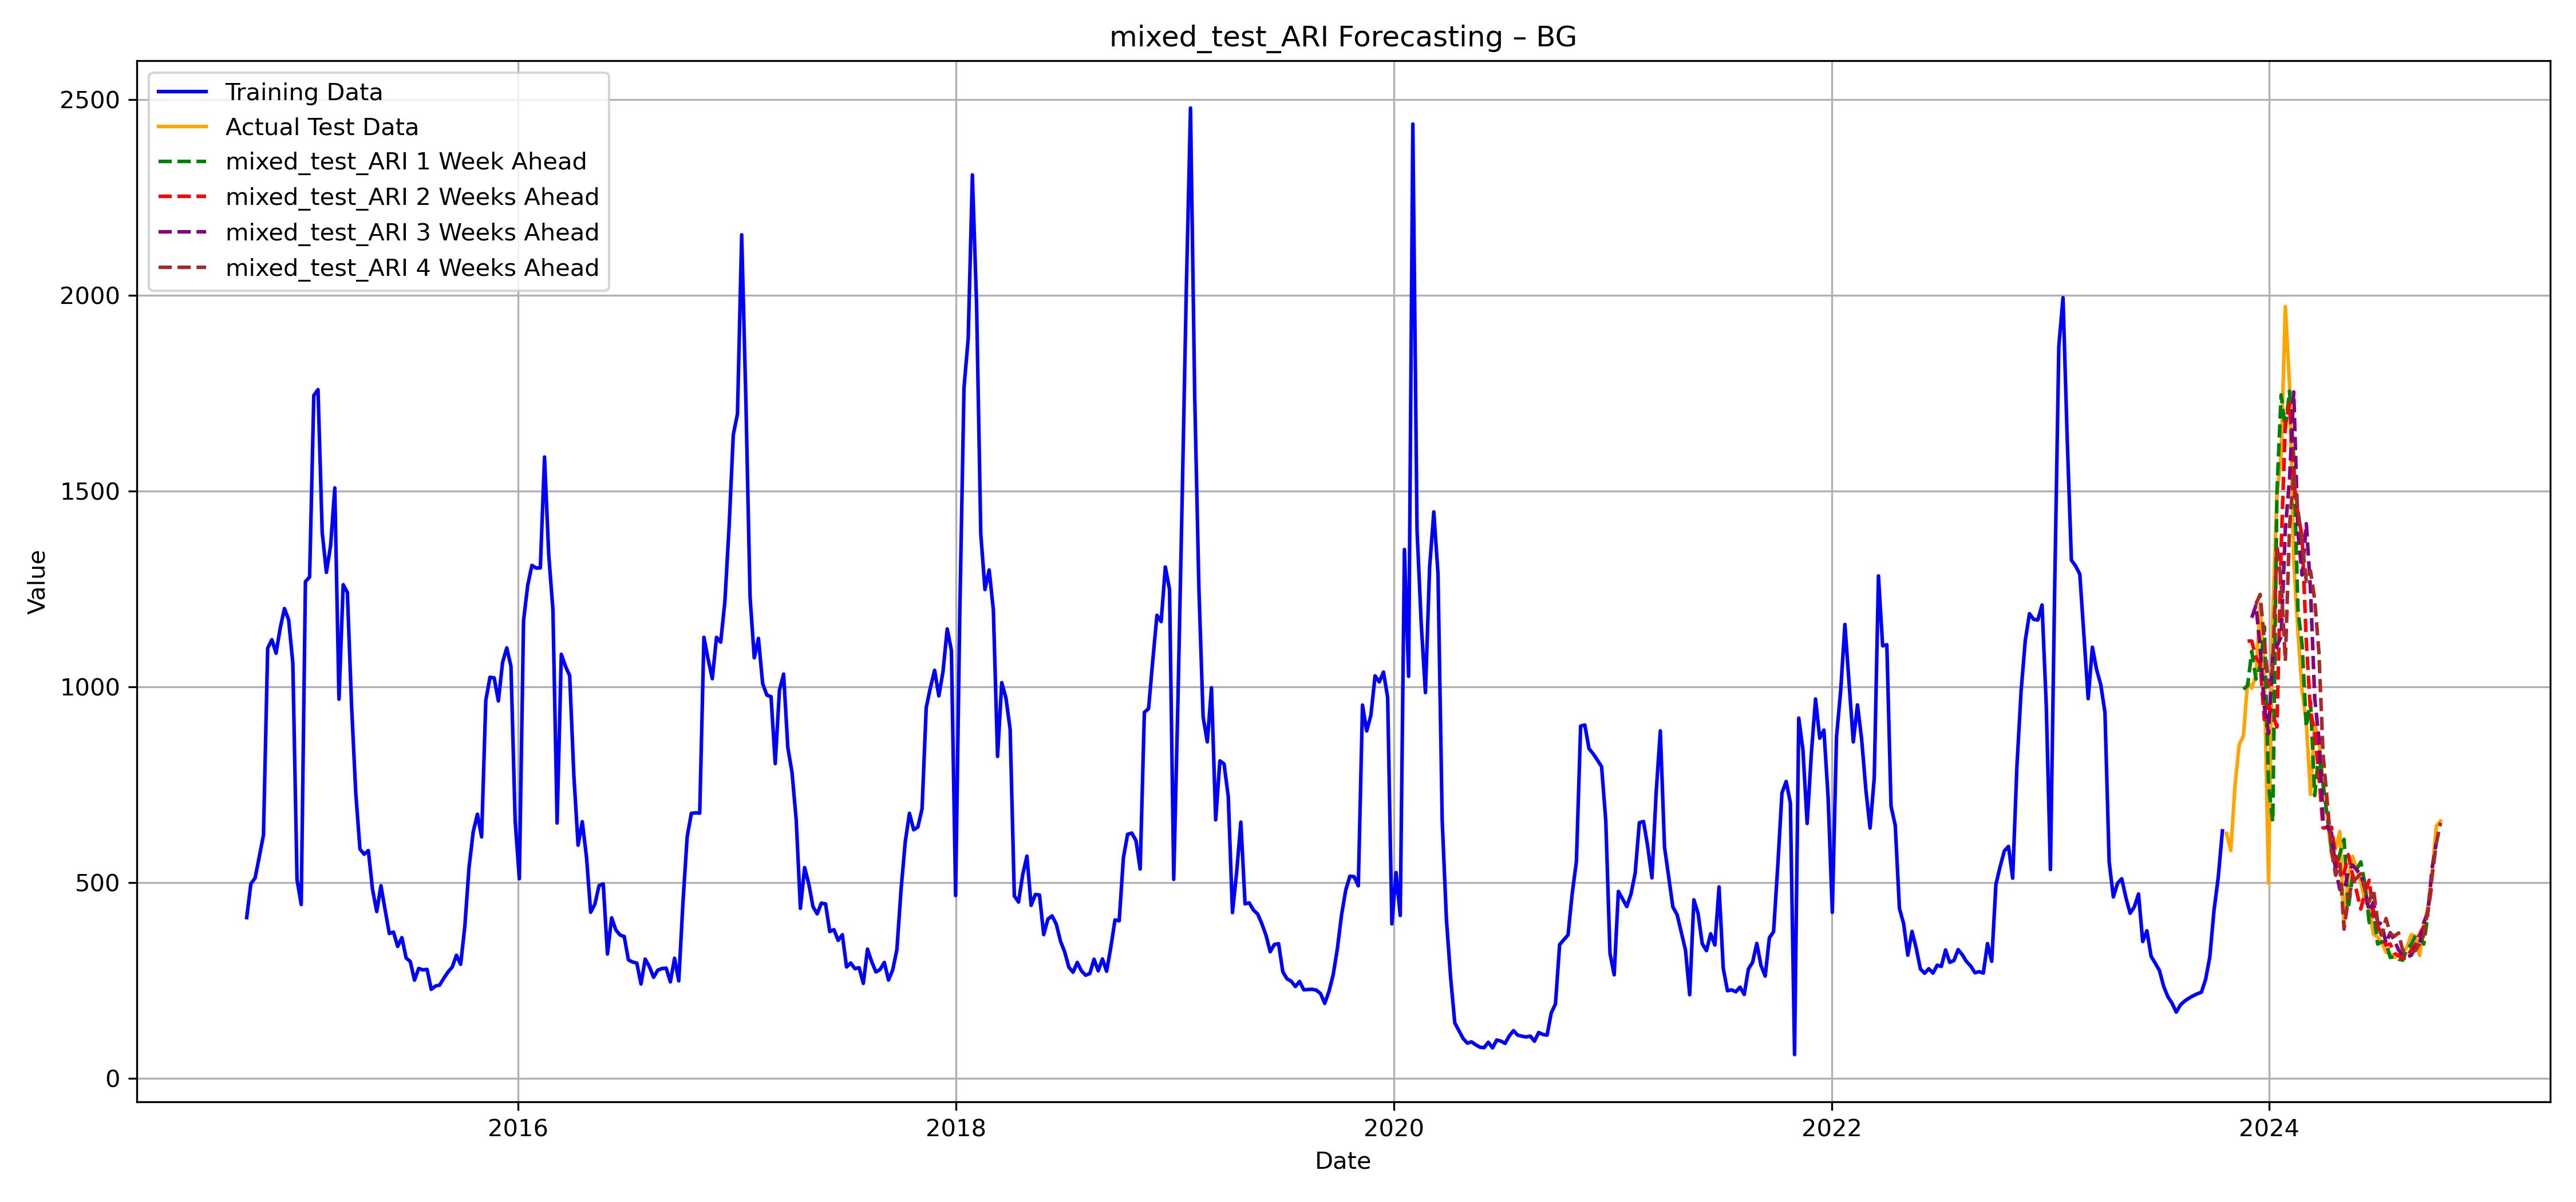 mixed_test_ARI Forecasting – BG
Training Data
Actual Test Data
mixed_test_ARI 1 Week Ahead
mixed_test_ARI 2 Weeks Ahead
mixed_test_ARI 3 Weeks Ahead
mixed_test_ARI 4 Weeks Ahead
Value
2500
2000
1500
1000
500
0
2016
2018
2020
2022
2024
Date